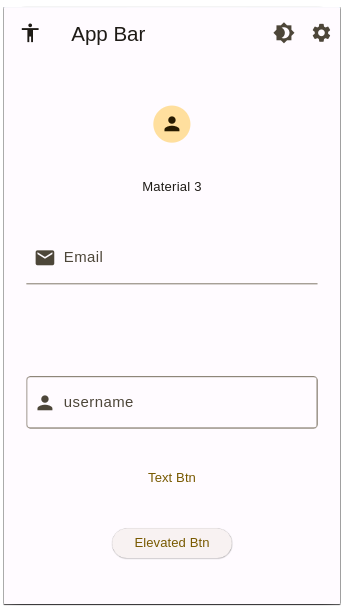 App Bar
Material 3
Email
username
Text Btn
Elevated Btn